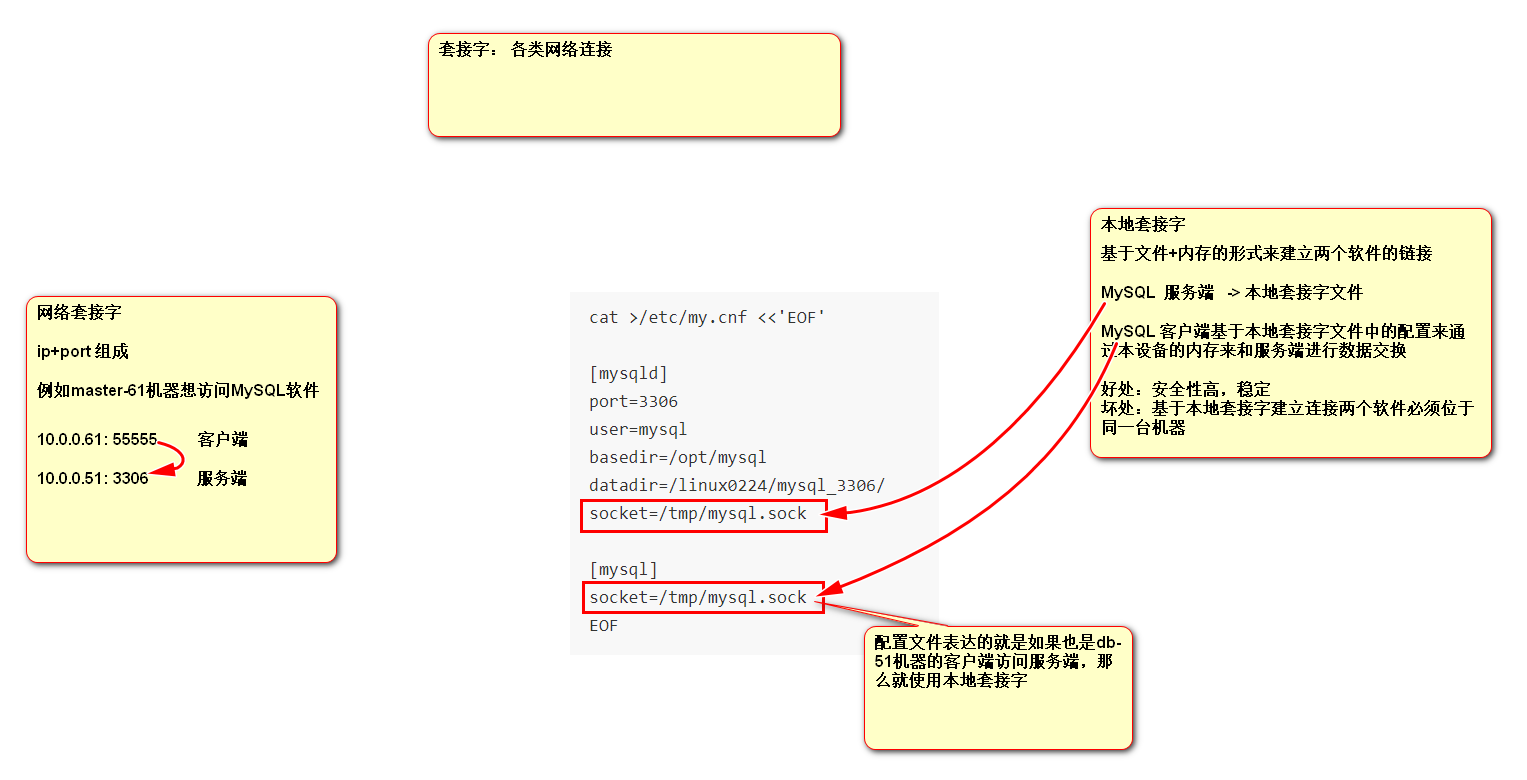 套接字： 各类网络连接
网络套接字
ip+port 组成
例如master-61机器想访问MySQL软件
10.0.0.61: 55555 客户端
10.0.0.51: 3306 服务端
cat >/etc/my.cnf <<'EOF'
[mysqld]
port=3306
user=mysql
basedir=/opt/mysql
datadir=/linux0224/mysql_3306/
socket=/tmp/mysql.sock
[mysql]
socket=/tmp/mysql.sock
EOF
本地套接字
基于文件+内存的形式来建立两个软件的链接
MySQL 服务端 -> 本地套接字文件
MySQL 客户端基于本地套接字文件中的配置来通
过本设备的内存来和服务端进行数据交换
好处：安全性高，稳定
坏处：基于本地套接字建立连接两个软件必须位于
同一台机器
配置文件表达的就是如果也是db-
51机器的客户端访问服务端，那
么就使用本地套接字